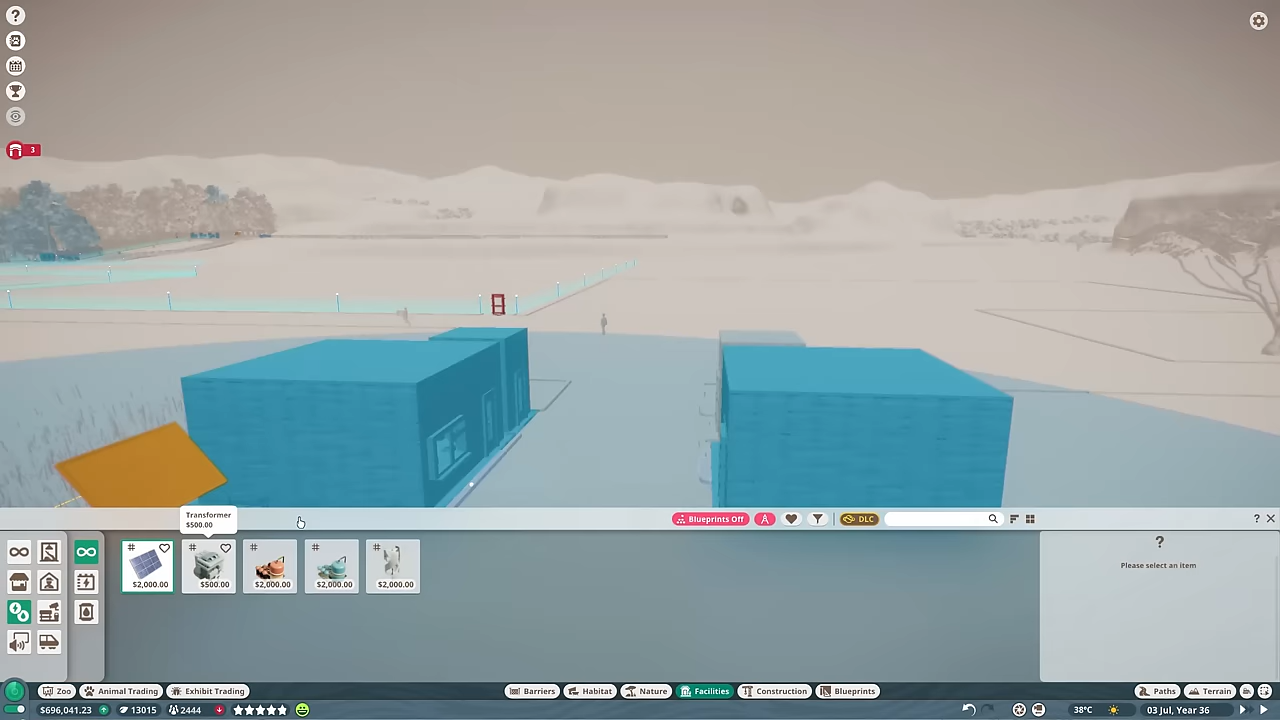 ?
3
Transformer
$500.00
Blueprints Off
DLC
?
$2,000.00
$500.00
$2,000.00
$2,000.00
$2,000.00
?
Please select an item
Zoo
Animal Trading
Exhibit Trading
Barriers
Habitat
Nature
Facilities
Construction
Blueprints
Paths
Terrain
$696,041.23
13015
2444
38°C
03 Jul, Year 36